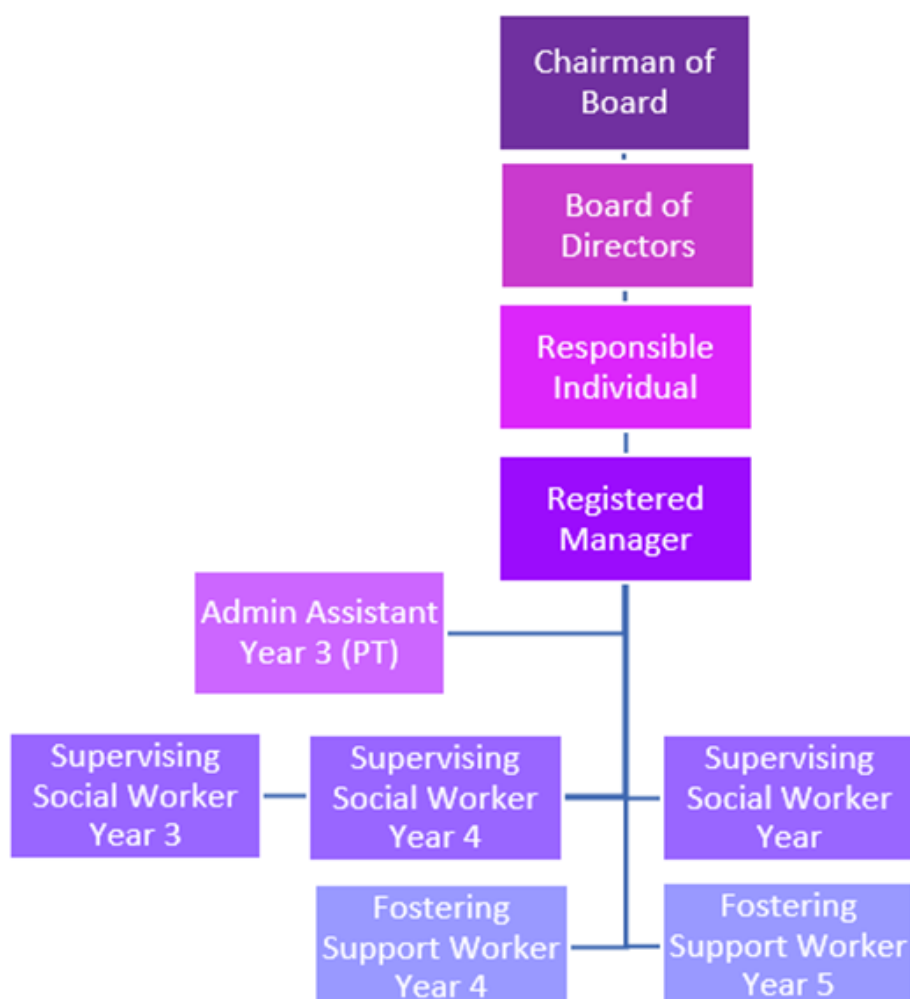 Chairman of
Board
Board of
Directors
Responsible
Individual
Registered
Manager
Admin Assistant
Year 3 (PT)
Supervising
Social Worker
Year 3
Supervising
Social Worker
Year 4
Supervising
Social Worker
Year
Fostering
Support Worker
Year 4
Fostering
Support Worker
Year 5